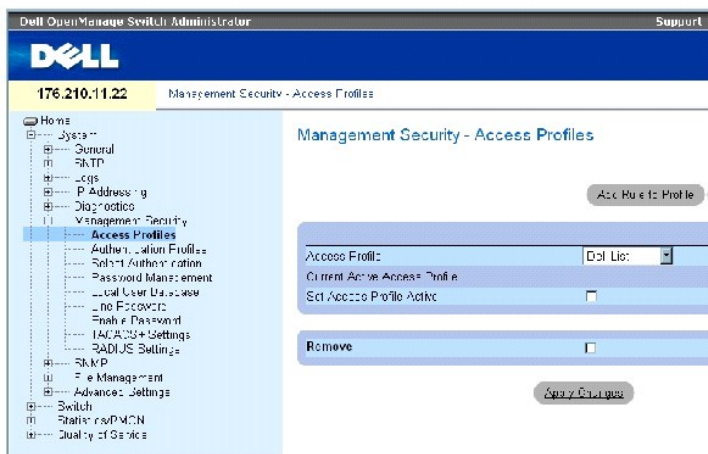 Dell OpenManage Switch Administrator
Support
DELL
176.210.11.22
Management Security - Access Profiles
Home
System
General
SNTP
Logs
IP Addressing
Diagnostics
Management Security
Access Profiles
Authentication Profiles
Select Authentication
Password Management
Local User Database
Line Password
Enable Password
TACACS+ Settings
RADIUS Settings
SNMP
File Management
Advanced Settings
Switch
Statistics/RMON
Quality of Service
Management Security - Access Profiles
Add Rule to Profile
Access Profile
Dell List
Current Active Access Profile
Set Access Profile Active
Remove
Apply Changes